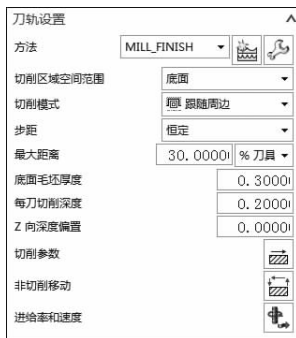 刀轨设置
方法 MILL_FINISH
切削区域空间范围 底面
切削模式 跟随周边
步距 恒定
最大距离 30.0000 % 刀具
底面毛坯厚度 0.3000
每刀切削深度 0.2000
Z 向深度偏置 0.0000
切削参数
非切削移动
进给率和速度